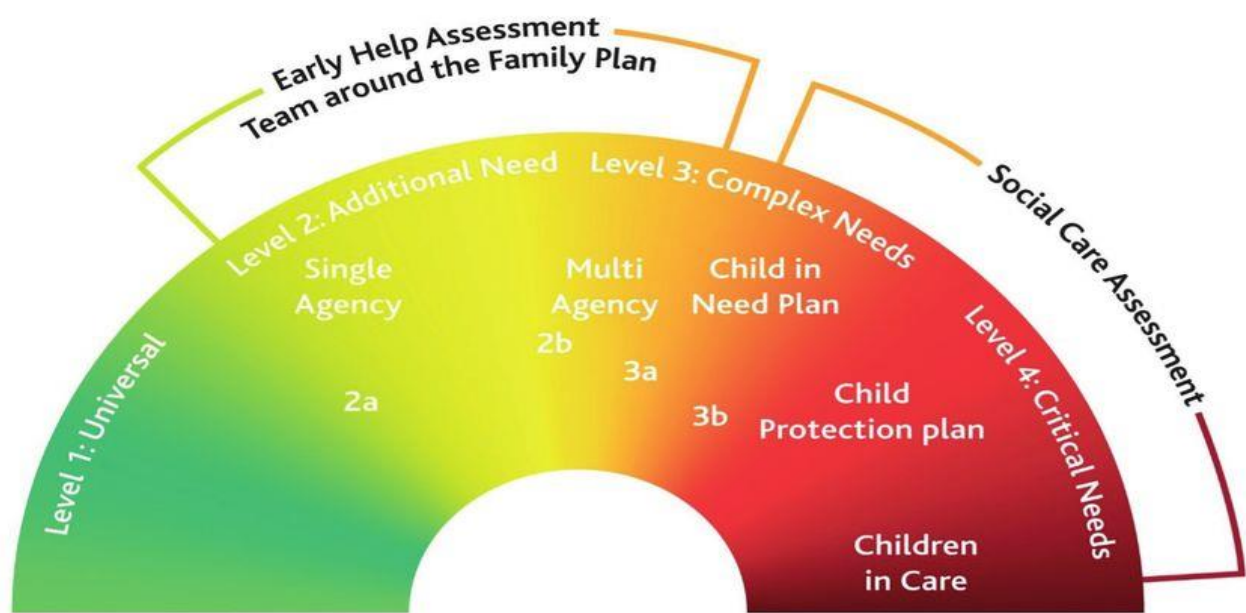 Early Help Assessment
Team around the Family Plan
Social Care Assessment
Level 1: Universal
Level 2: Additional Need
Level 3: Complex Needs
Level 4: Critical Needs
Single
Agency
Multi
Agency
Child in
Need Plan
2a
2b
3a
3b
Child
Protection plan
Children
in Care